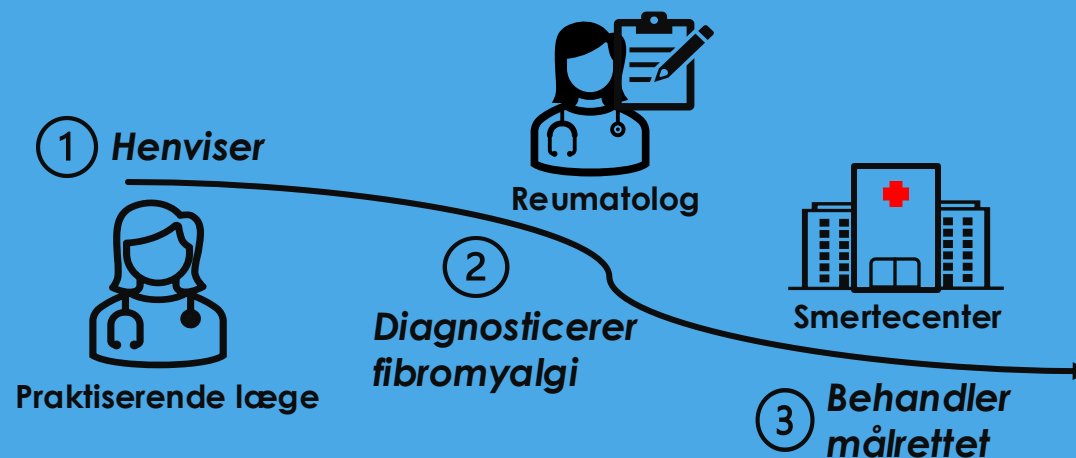 1 Henviser
Praktiserende læge
Reumatolog
2
Diagnosticerer
fibromyalgi
Smertecenter
3 Behandler
målrettet